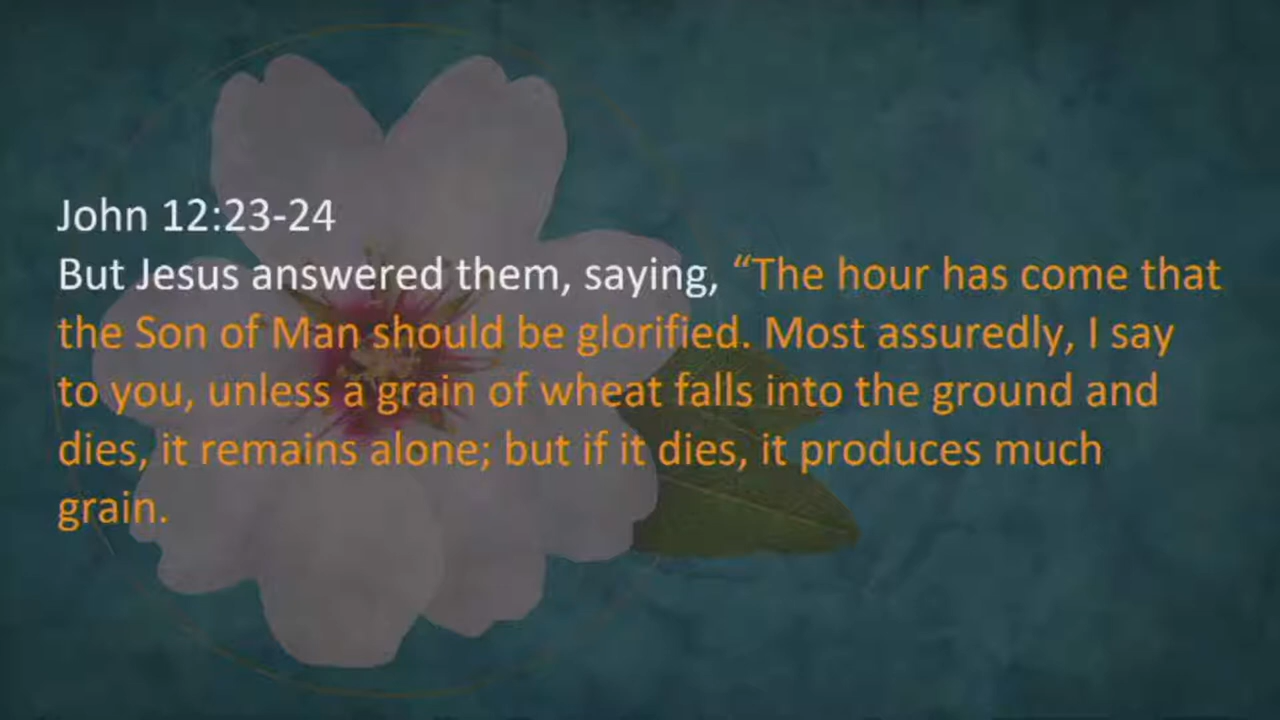 John 12:23-24
But Jesus answered them, saying, “The hour has come that
the Son of Man should be glorified. Most assuredly, I say
to you, unless a grain of wheat falls into the ground and
dies, it remains alone; but if it dies, it produces much
grain.